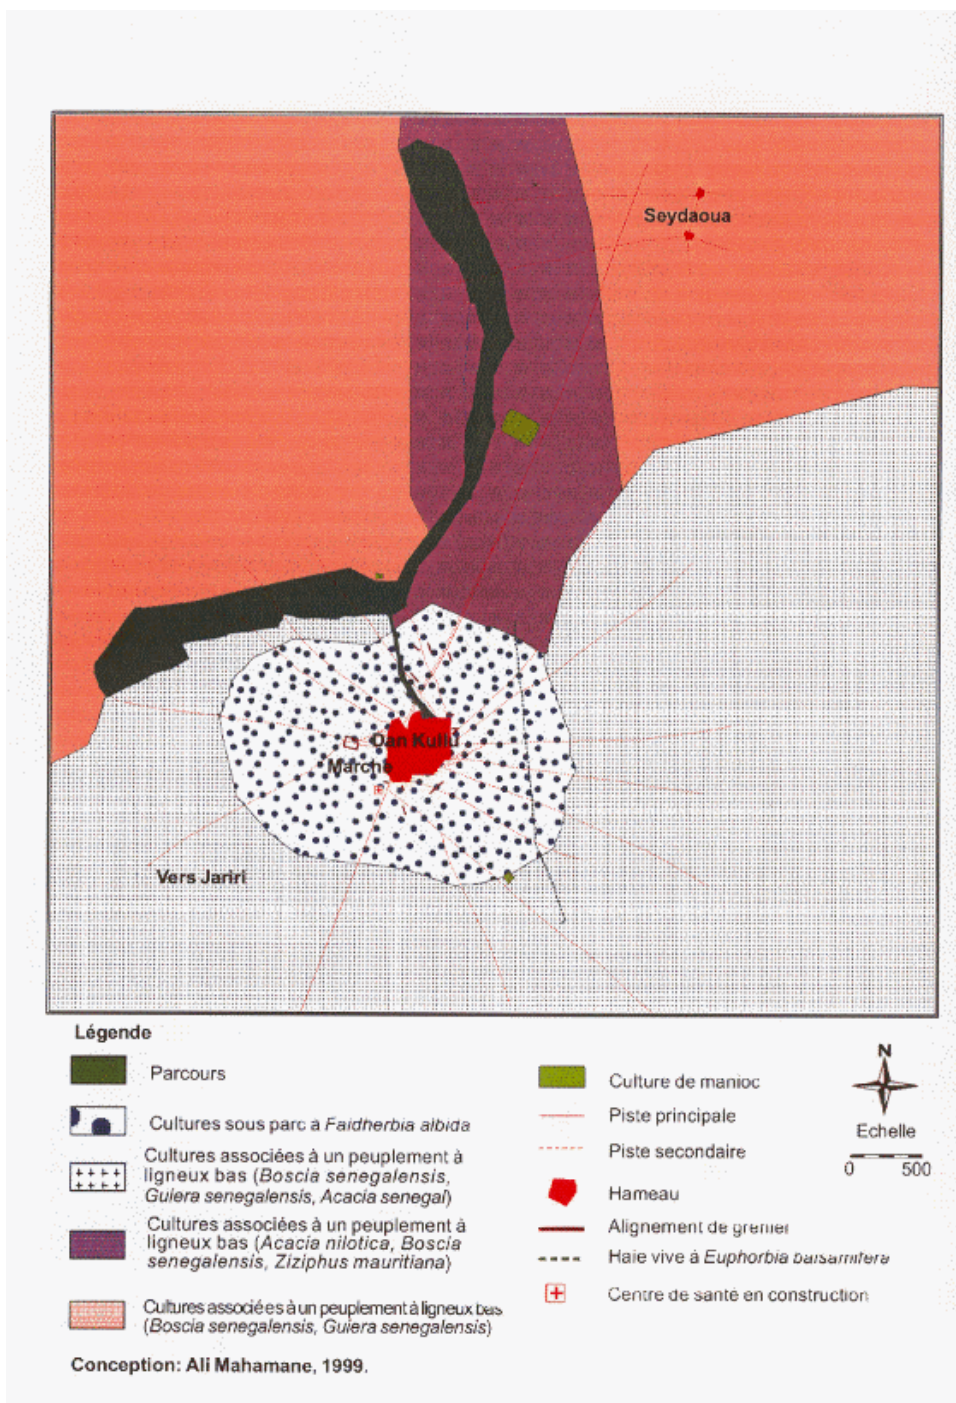 Seydaoua
Dan Kullu
Marché
Vers Jariri
Légende
Parcours
Cultures sous parc à Faidherbia albida
Cultures associées à un peuplement à
ligneux bas (Boscia senegalensis,
Guiera senegalensis, Acacia senegal)
Cultures associées à un peuplement à
ligneux bas (Acacia nilotica, Boscia
senegalensis, Ziziphus mauritiana)
Cultures associées à un peuplement à ligneux bas
(Boscia senegalensis, Guiera senegalensis)
Conception: Ali Mahamane, 1999.
Culture de manioc
Piste principale
Piste secondaire
Hameau
Alignement de grenier
Haie vive à Euphorbia balsamifera
Centre de santé en construction
N
Echelle
0 500